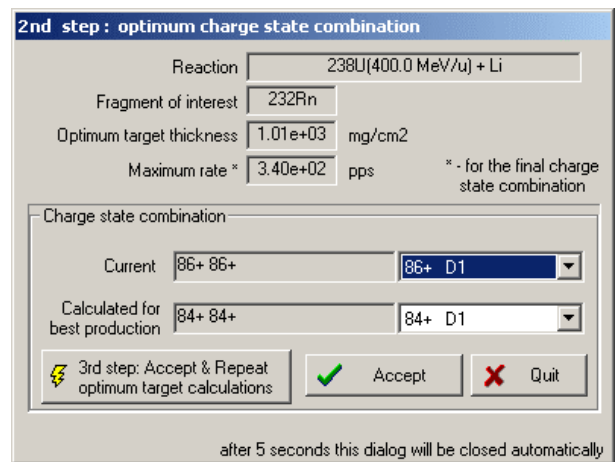 2nd step : optimum charge state combination
Reaction 238U(400.0 MeV/u) + Li
Fragment of interest 232Rn
Optimum target thickness 1.01e+03 mg/cm2
Maximum rate * 3.40e+02 pps
* - for the final charge
state combination
Charge state combination
Current 86+ 86+ 86+ D1
Calculated for
best production 84+ 84+ 84+ D1
3rd step: Accept & Repeat
optimum target calculations
Accept
Quit
after 5 seconds this dialog will be closed automatically